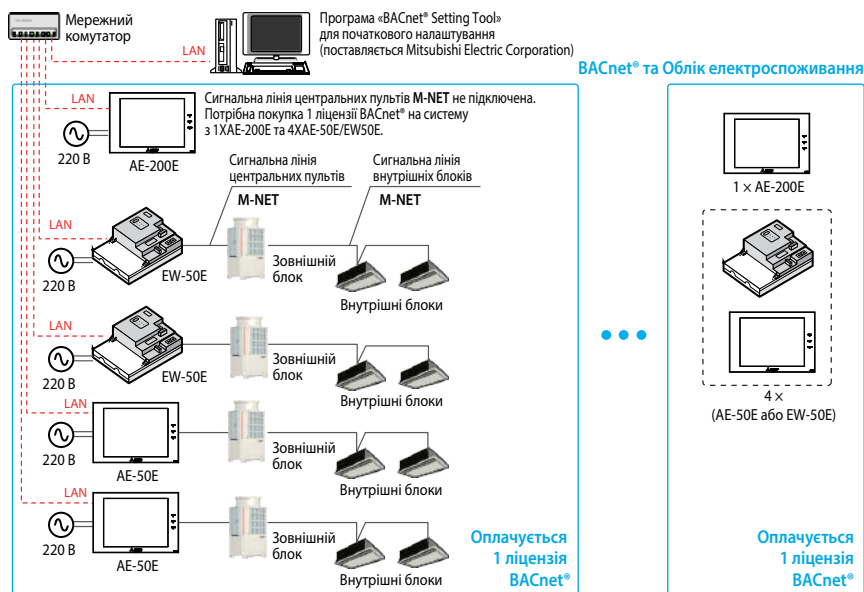 Мережний
комутатор
LAN
Програма «BACnet® Setting Tool»
для початкового налаштування
(поставляється Mitsubishi Electric Corporation)
BACnet® та Облік електроспоживання
LAN
220 В
AE-200E
Сигнальна лінія центральних пультів M-NET не підключена.
Потрібна покупка 1 ліцензії BACnet® на систему
з 1XAE-200E та 4XAE-50E/EW50E.
Сигнальна лінія
центральних пультів
M-NET
Сигнальна лінія
внутрішніх блоків
M-NET
LAN
220 В
EW-50E
Зовнішній
блок
Внутрішні блоки
LAN
220 В
EW-50E
Зовнішній
блок
Внутрішні блоки
LAN
220 В
AE-50E
Зовнішній
блок
Внутрішні блоки
LAN
220 В
AE-50E
Зовнішній
блок
Внутрішні блоки
Оплачується
1 ліцензія
BACnet®
1 × AE-200E
4 ×
(AE-50E або EW-50E)
Оплачується
1 ліцензія
BACnet®